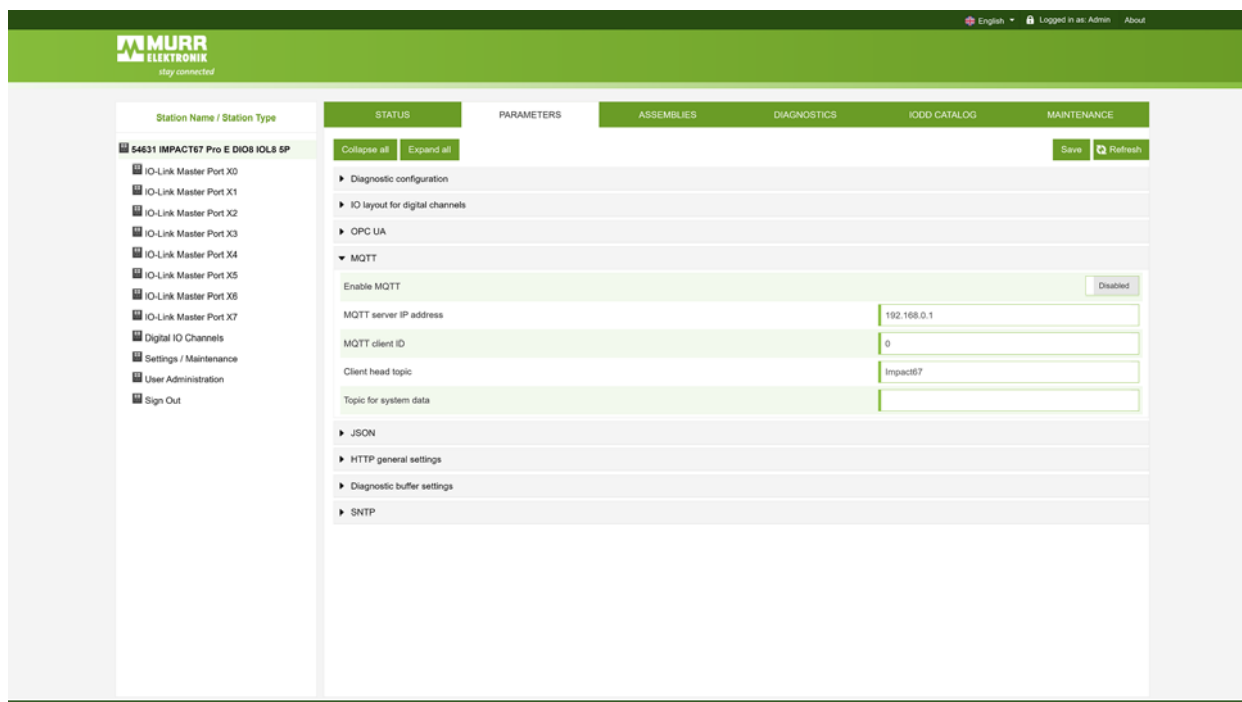 English
Logged in as: Admin
About
MURR
ELEKTRONIK
stay connected
Station Name / Station Type
54631 IMPACT67 Pro E DIO8 IOL8 5P
IO-Link Master Port X0
IO-Link Master Port X1
IO-Link Master Port X2
IO-Link Master Port X3
IO-Link Master Port X4
IO-Link Master Port X5
IO-Link Master Port X6
IO-Link Master Port X7
Digital IO Channels
Settings / Maintenance
User Administration
Sign Out
STATUS
PARAMETERS
ASSEMBLIES
DIAGNOSTICS
IODD CATALOG
MAINTENANCE
Collapse all
Expand all
Save
Refresh
Diagnostic configuration
IO layout for digital channels
OPC UA
MQTT
Enable MQTT
Disabled
MQTT server IP address
192.168.0.1
MQTT client ID
0
Client head topic
Impact67
Topic for system data
JSON
HTTP general settings
Diagnostic buffer settings
SNTP